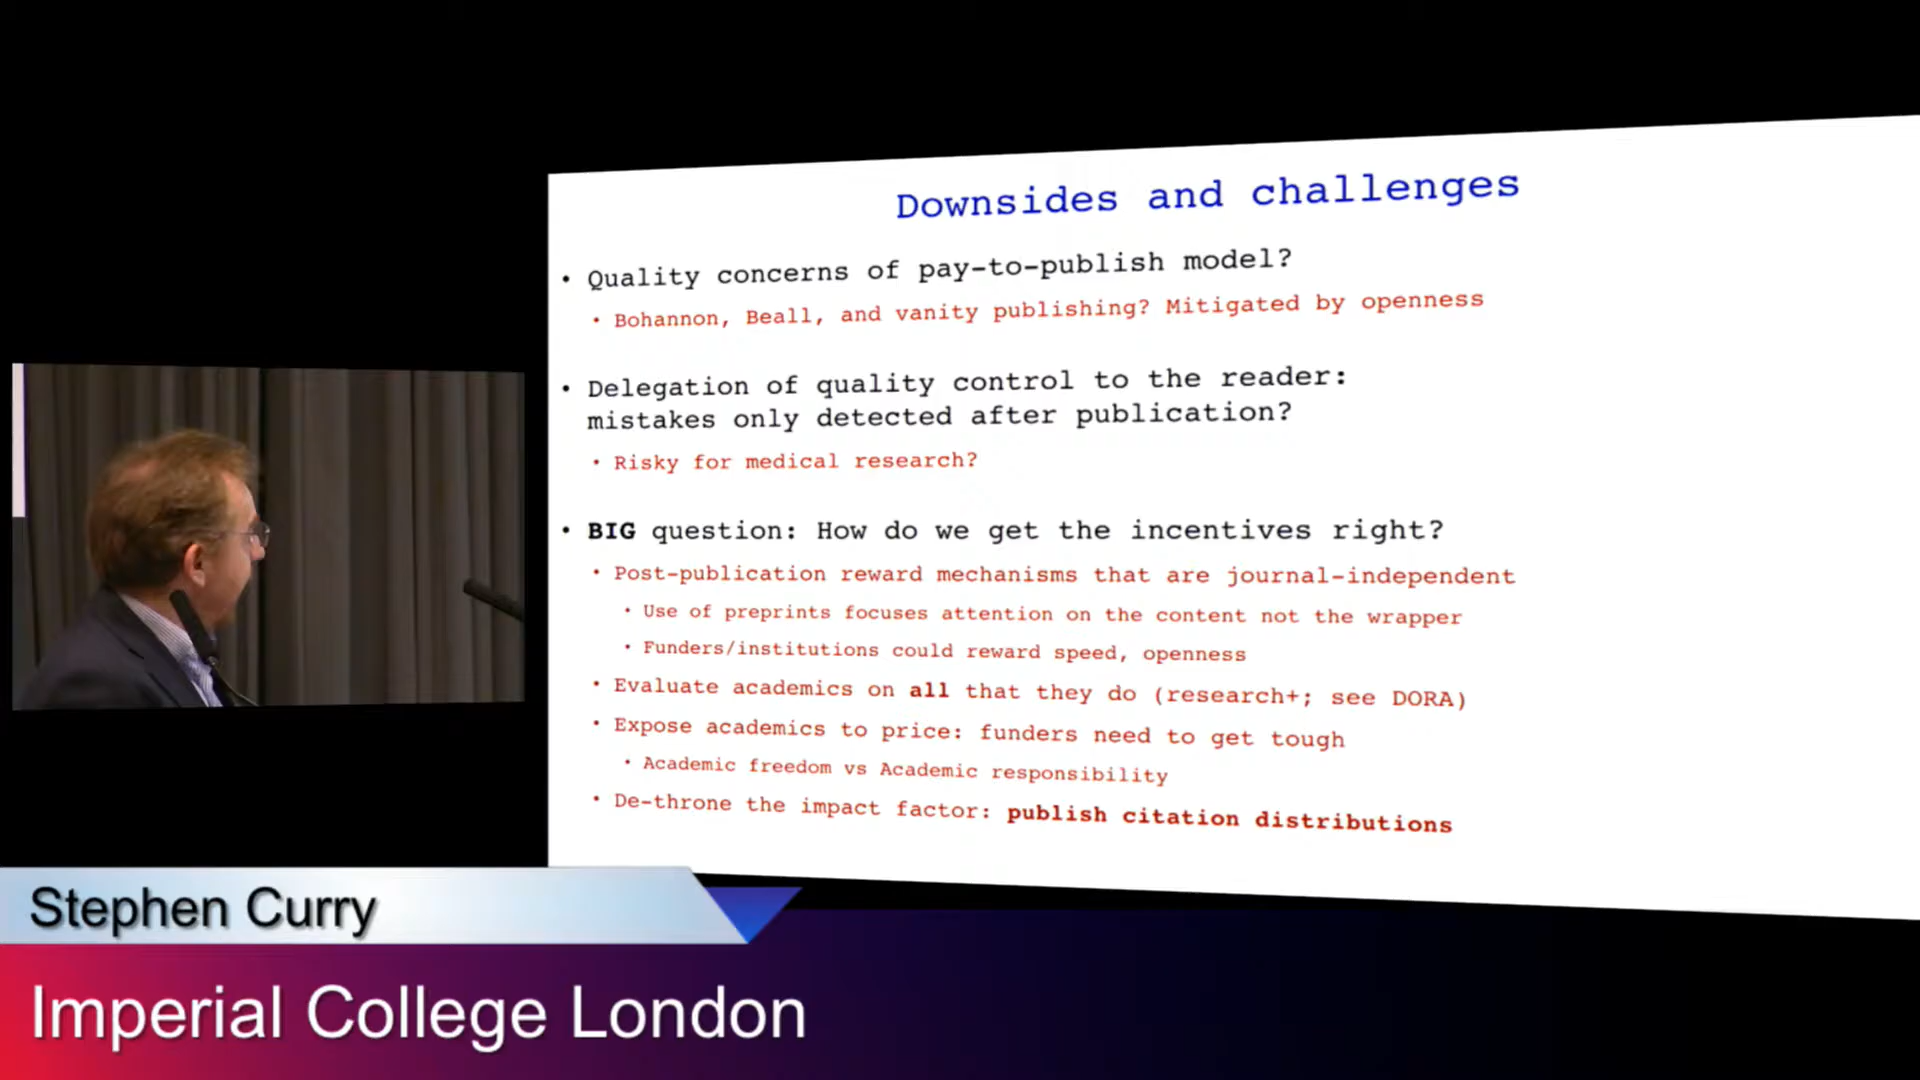 Downsides and challenges
• Quality concerns of pay-to-publish model?
• Bohannon, Beall, and vanity publishing? Mitigated by openness
• Delegation of quality control to the reader:
mistakes only detected after publication?
• Risky for medical research?
• BIG question: How do we get the incentives right?
• Post-publication reward mechanisms that are journal-independent
• Use of preprints focuses attention on the content not the wrapper
• Funders/institutions could reward speed, openness
• Evaluate academics on all that they do (research+; see DORA)
• Expose academics to price: funders need to get tough
• Academic freedom vs Academic responsibility
• De-throne the impact factor: publish citation distributions
Stephen Curry
Imperial College London